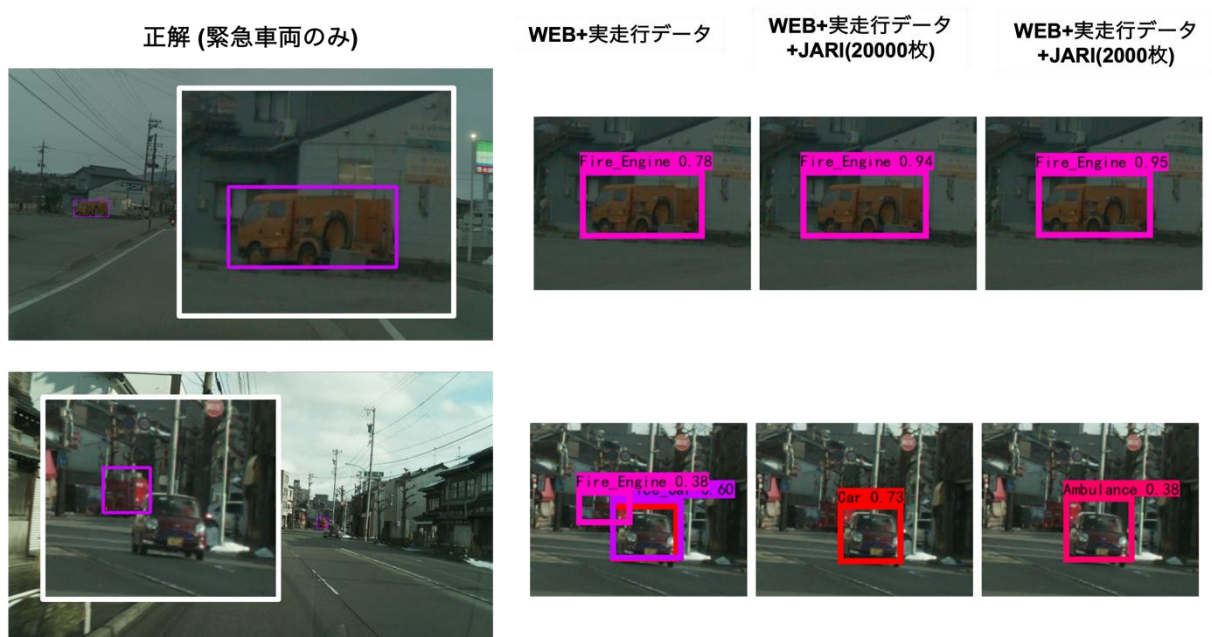 正解 (緊急車両のみ)
WEB+実走行データ
WEB+実走行データ
+JARI(20000枚)
WEB+実走行データ
+JARI(2000枚)
Fire_Engine 0.78
Fire_Engine 0.94
Fire_Engine 0.95
Fire_Engine 0.38
0.60
Car 0.73
Ambulance 0.38